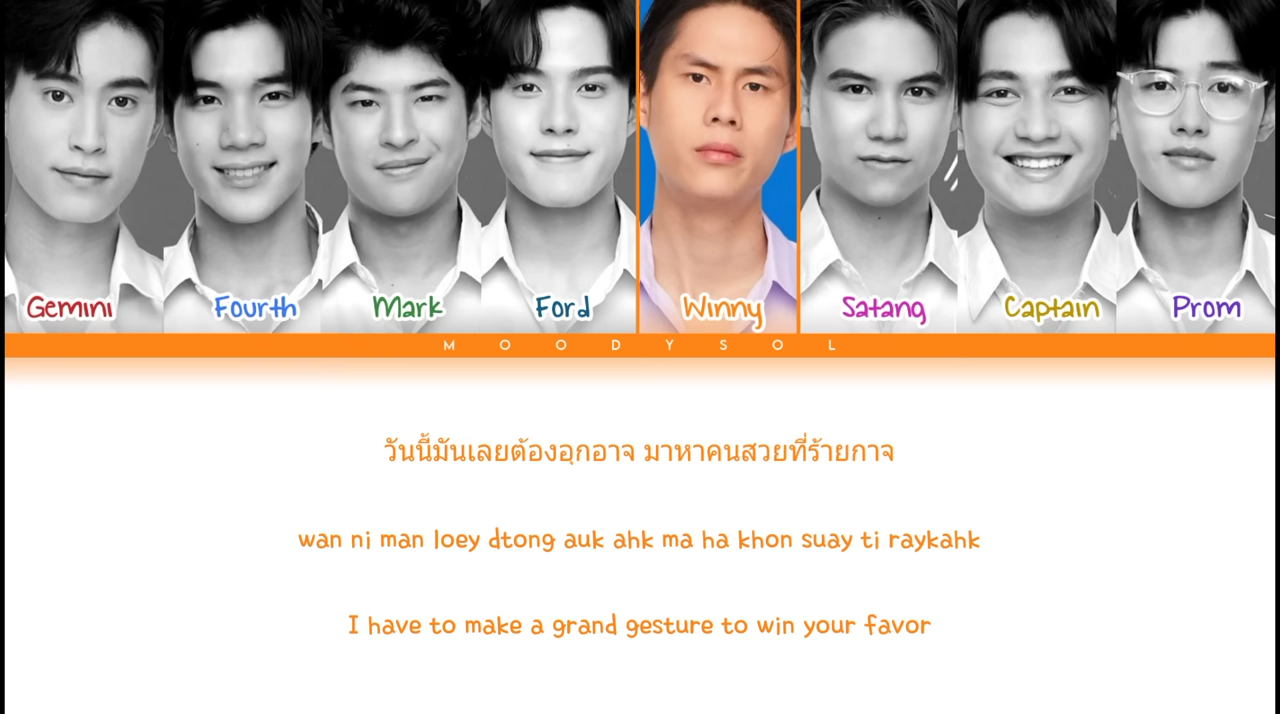 Gemini Fourth Mark Ford Winny Satang Captain Prom
MOODYSOL
วันนี้มันเลยต้องอุกอาจ มาหาคนสวยที่ร้ายกาจ
wan ni man loey dtong auk ahk ma ha khon suay ti raykahk
I have to make a grand gesture to win your favor